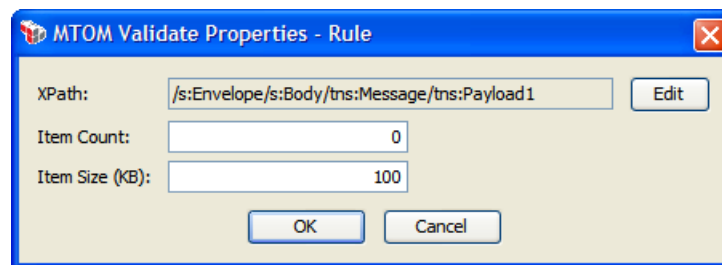 MTOM Validate Properties - Rule
XPath: /s:Envelope/s:Body/tns:Message/tns:Payload1 Edit
Item Count: 0
Item Size (KB): 100
OK Cancel